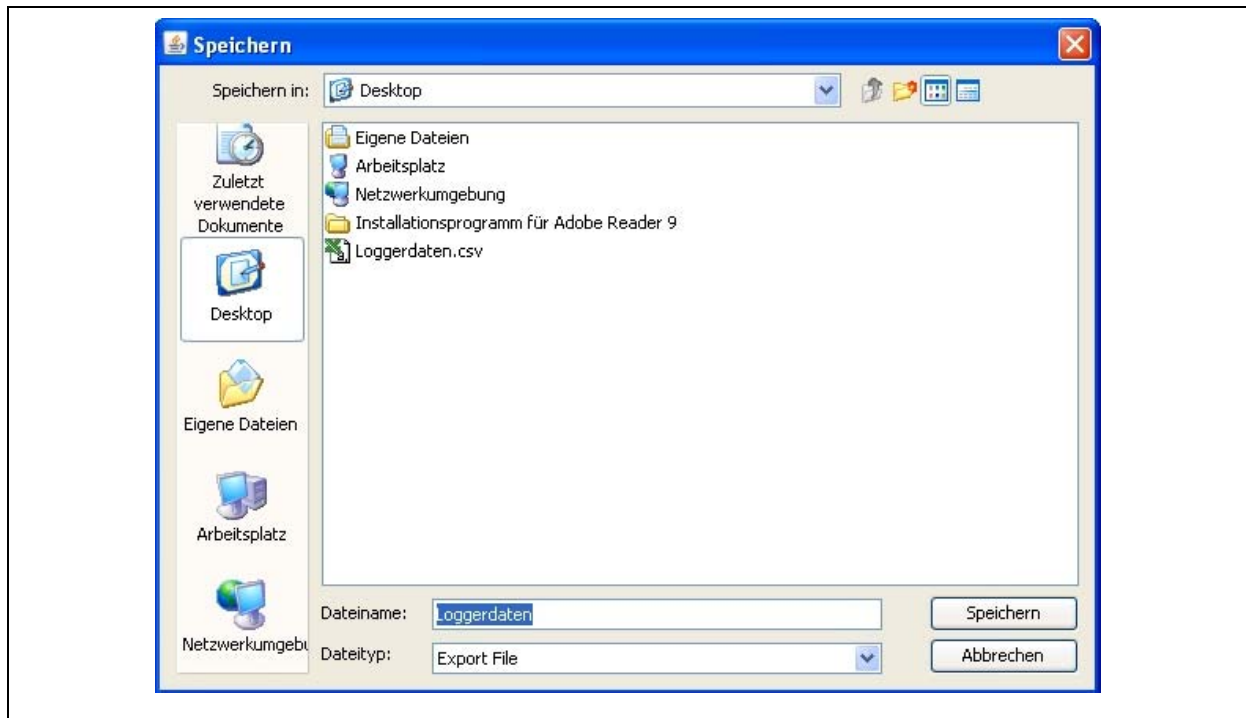 Speichern
Speichern in:
Desktop
Zuletzt
verwendete
Dokumente
Desktop
Eigene Dateien
Arbeitsplatz
Netzwerkumgebu
Eigene Dateien
Arbeitsplatz
Netzwerkumgebung
Installationsprogramm für Adobe Reader 9
Loggerdaten.csv
Dateiname:
Loggerdaten
Speichern
Dateityp:
Export File
Abbrechen